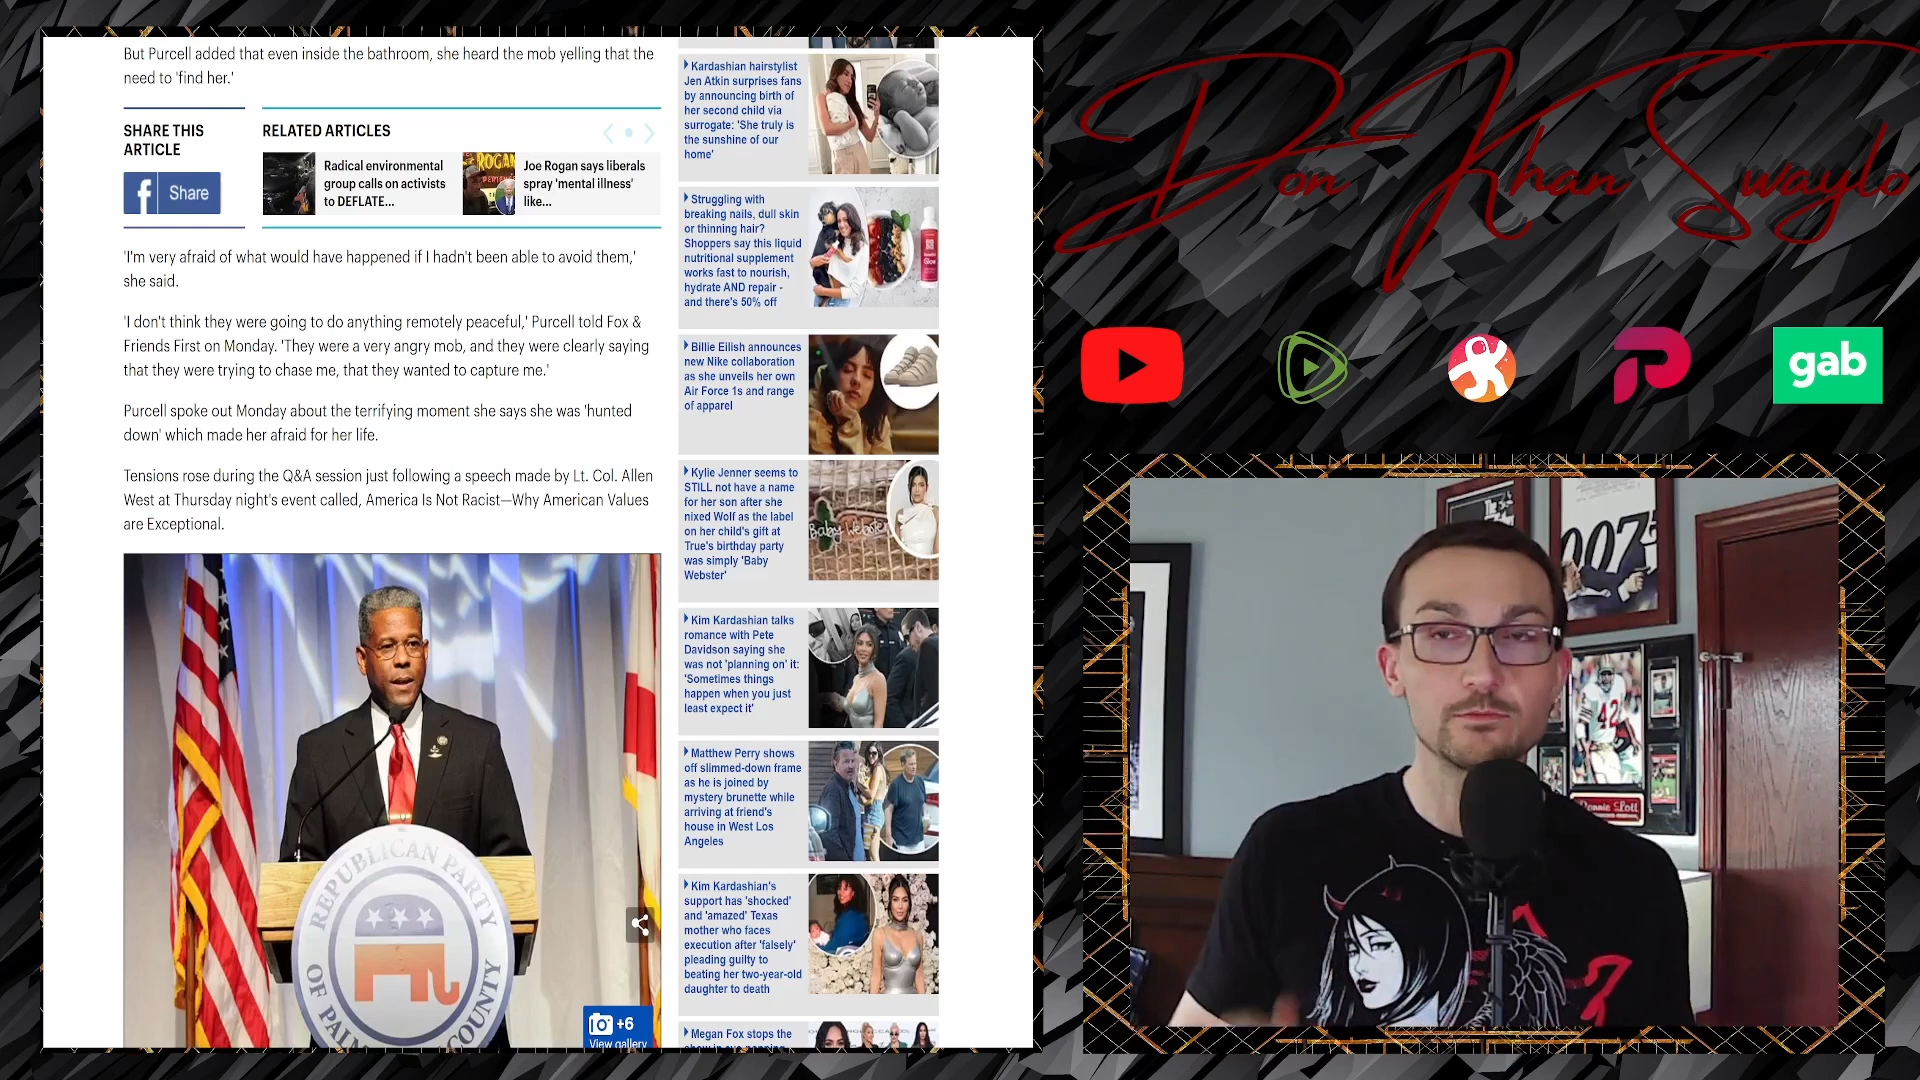 But Purcell added that even inside the bathroom, she heard the mob yelling that the
need to 'find her.'
SHARE THIS
ARTICLE
Share
RELATED ARTICLES
Radical environmental
group calls on activists
to DEFLATE...
ROGAN
Joe Rogan says liberals
spray 'mental illness'
like...
'I'm very afraid of what would have happened if I hadn't been able to avoid them,'
she said.
'I don't think they were going to do anything remotely peaceful,' Purcell told Fox &
Friends First on Monday. 'They were a very angry mob, and they were clearly saying
that they were trying to chase me, that they wanted to capture me.'
Purcell spoke out Monday about the terrifying moment she says she was 'hunted
down' which made her afraid for her life.
Tensions rose during the Q&A session just following a speech made by Lt. Col. Allen
West at Thursday night's event called, America Is Not Racist—Why American Values
are Exceptional.
REPUBLICAN PARTY
OF PALM COUNTY
+6
View gallery
Kardashian hairstylist
Jen Atkin surprises fans
by announcing birth of
her second child via
surrogate: 'She truly is
the sunshine of our
home'
Struggling with
breaking nails, dull skin
or thinning hair?
Shoppers say this liquid
nutritional supplement
works fast to nourish,
hydrate AND repair -
and there's 50% off
Glow
Billie Eilish announces
new Nike collaboration
as she unveils her own
Air Force 1s and range
of apparel
Kylie Jenner seems to
STILL not have a name
for her son after she
nixed Wolf as the label
on her child's gift at
True's birthday party
was simply 'Baby
Webster'
Baby Webster
Kim Kardashian talks
romance with Pete
Davidson saying she
was not 'planning on' it:
'Sometimes things
happen when you just
least expect it'
Matthew Perry shows
off slimmed-down frame
as he is joined by
mystery brunette while
arriving at friend's
house in West Los
Angeles
Kim Kardashian's
support has 'shocked'
and 'amazed' Texas
mother who faces
execution after 'falsely'
pleading guilty to
beating her two-year-old
daughter to death
Megan Fox stops the
Don Khan Swaylo
gab
007
42
Donnie Shott